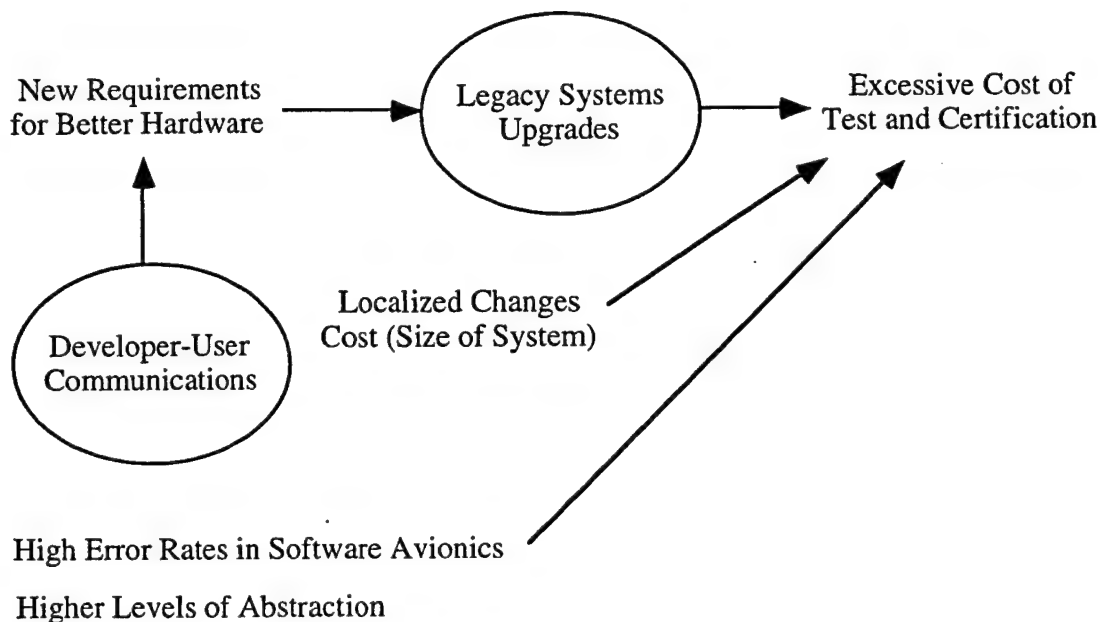 New Requirements
for Better Hardware
Legacy Systems
Upgrades
Excessive Cost of
Test and Certification
Developer-User
Communications
Localized Changes
Cost (Size of System)
High Error Rates in Software Avionics
Higher Levels of Abstraction